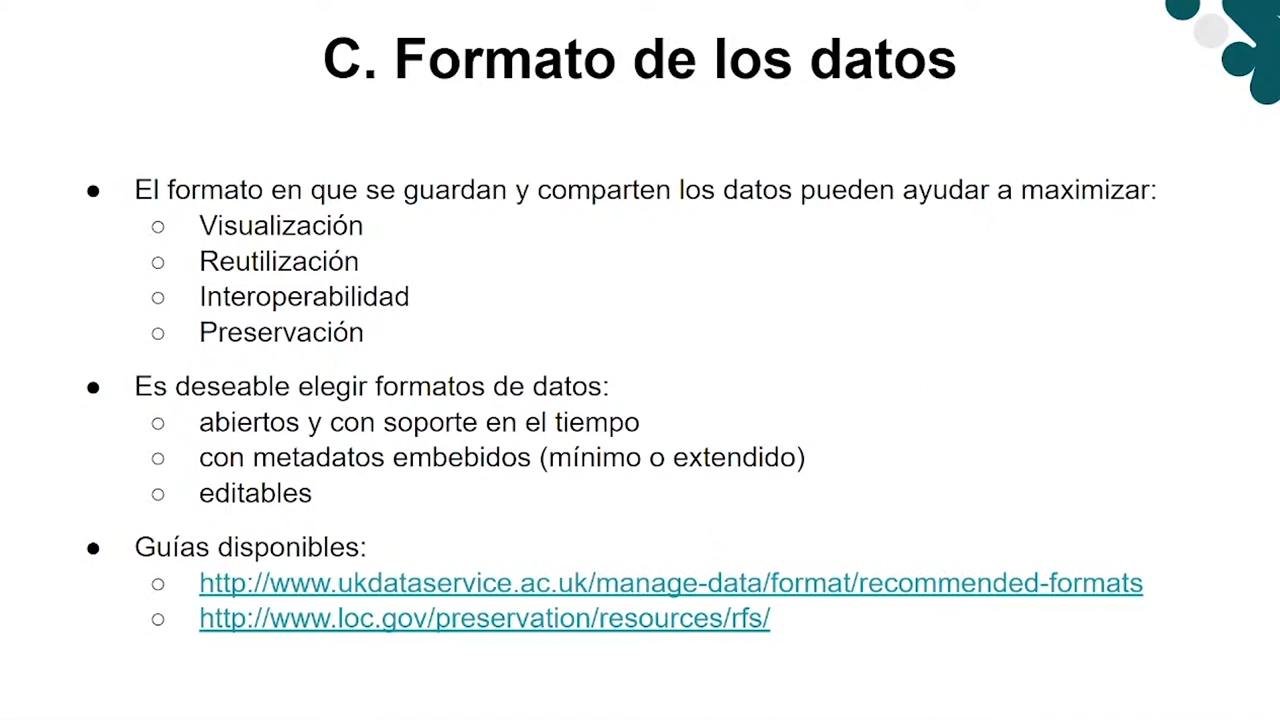 C. Formato de los datos
● El formato en que se guardan y comparten los datos pueden ayudar a maximizar:
○ Visualización
○ Reutilización
○ Interoperabilidad
○ Preservación
● Es deseable elegir formatos de datos:
○ abiertos y con soporte en el tiempo
○ con metadatos embebidos (mínimo o extendido)
○ editables
● Guías disponibles:
○ http://www.ukdataservice.ac.uk/manage-data/format/recommended-formats
○ http://www.loc.gov/preservation/resources/rfs/